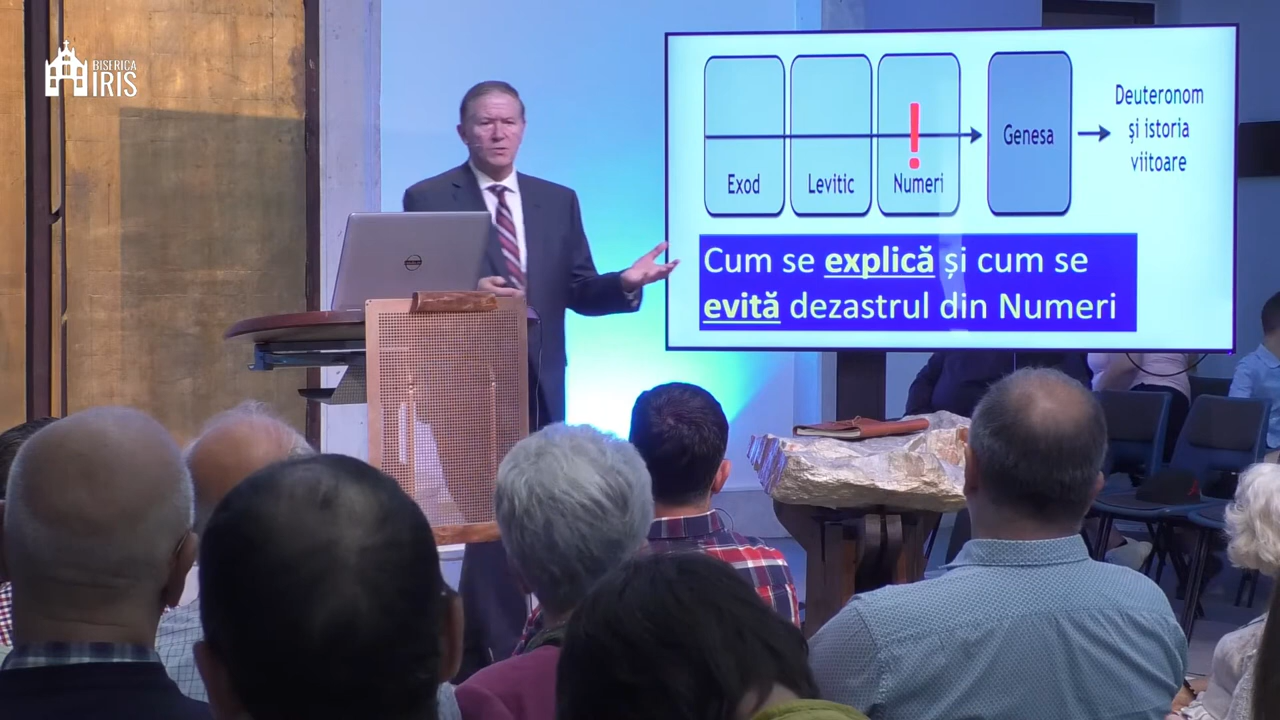 BISERICA
IRIS
Exod
Levitic
!
Numeri
Genesa
Deuteronom
și istoria
viitoare
Cum se explică și cum se
evită dezastrul din Numeri